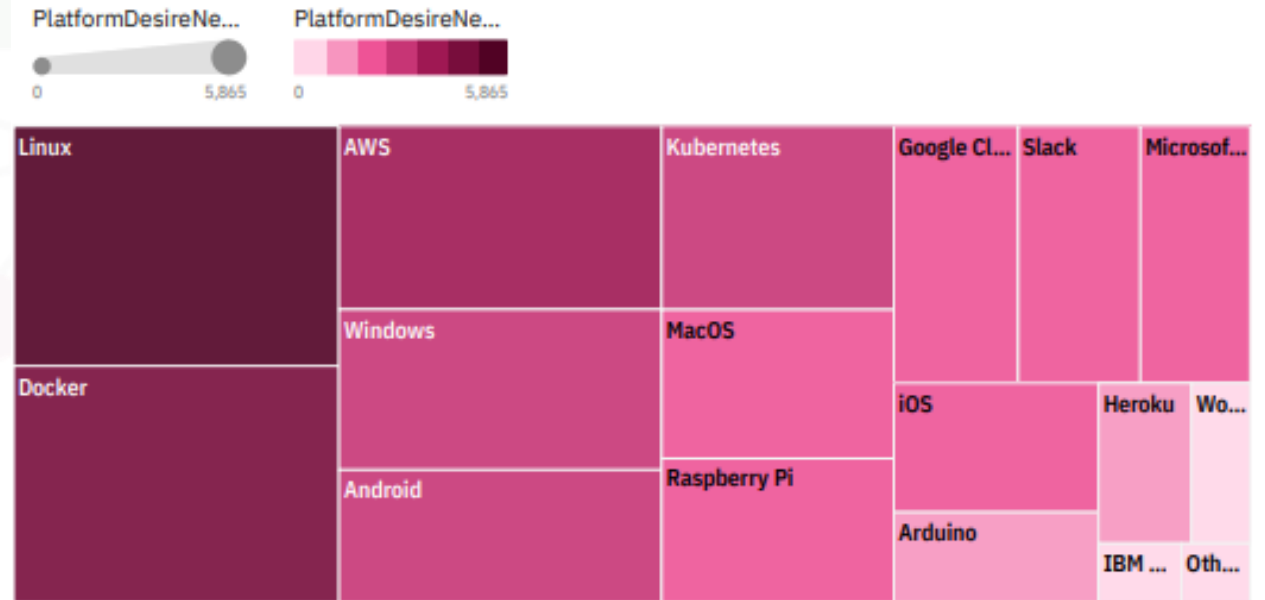 PlatformDesireNe...
PlatformDesireNe...
0
5,865
0
5,865
Linux
AWS
Kubernetes
Google Cl...
Slack
Microsof...
Windows
MacOS
Docker
iOS
Heroku
Wo...
Raspberry Pi
Android
Arduino
IBM ...
Oth...